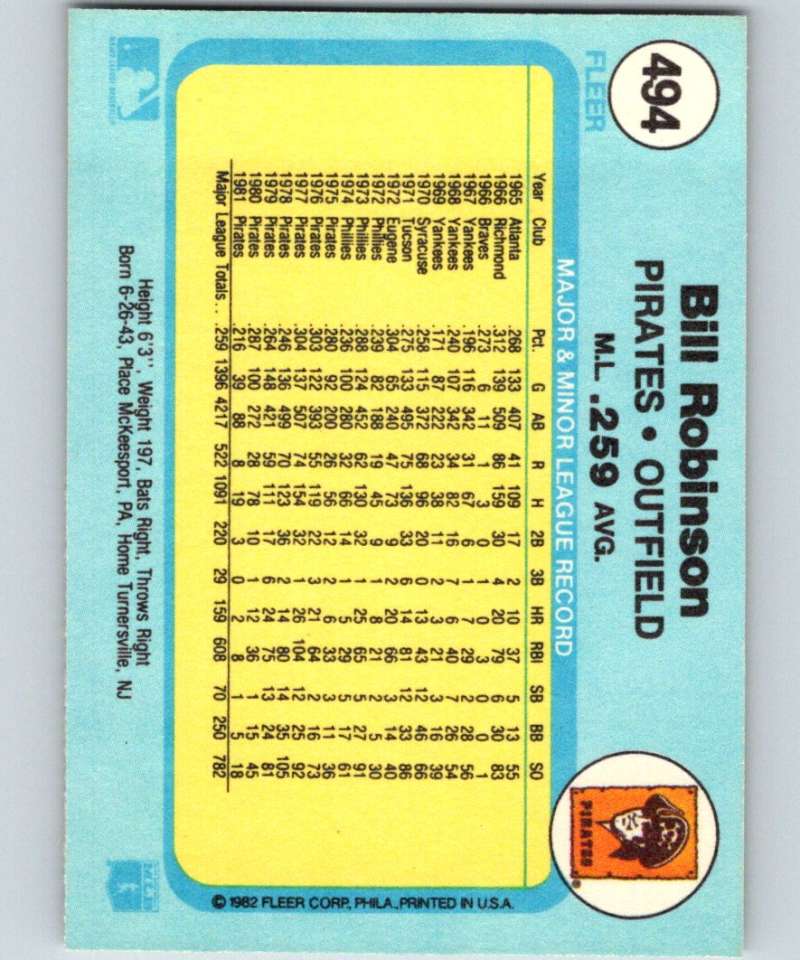 494
FLEER
Bill Robinson
PIRATES • OUTFIELD
M.L. .259 AVG.
PIRATES
MAJOR & MINOR LEAGUE RECORD
Year Club Pct. G AB R H 2B 3B HR RBI SB BB SO
1965 Atlanta .268 133 407 41 109 17 2 10 37 5 13 55
1966 Richmond .312 139 509 86 159 30 4 20 79 6 30 83
1966 Braves .273 6 11 1 3 0 1 0 3 0 0 1
1967 Yankees .196 116 342 31 67 6 1 7 29 2 28 56
1968 Yankees .240 107 342 34 82 16 7 6 40 7 26 54
1969 Yankees .171 87 222 23 38 11 2 3 21 3 16 39
1970 Syracuse .258 115 372 68 96 20 0 13 43 12 46 66
1971 Tucson .275 133 495 75 136 33 6 14 81 12 33 86
1972 Eugene .304 65 240 47 73 9 2 20 66 3 14 40
1972 Phillies .239 82 188 19 45 9 1 8 21 2 5 30
1973 Phillies .288 124 452 62 130 32 1 25 65 5 27 91
1974 Phillies .236 100 280 32 66 14 1 5 29 5 17 61
1975 Pirates .280 92 200 26 56 12 2 6 33 3 11 36
1976 Pirates .303 122 393 55 119 22 3 21 64 2 16 73
1977 Pirates .304 137 507 74 154 32 1 26 104 12 25 92
1978 Pirates .246 136 499 70 123 36 2 14 80 14 35 105
1979 Pirates .264 148 421 59 111 17 6 24 75 13 24 81
1980 Pirates .287 100 272 28 78 10 1 12 36 1 15 45
1981 Pirates .216 39 88 8 19 3 0 2 8 1 5 18
Major League Totals . . .259 1396 4217 522 1091 220 29 159 608 70 250 782
Height 6'3", Weight 197, Bats Right, Throws Right
Born 6-26-43, Place McKeesport, PA, Home Turnersville, NJ
© 1982 FLEER CORP., PHILA., PRINTED IN U.S.A.